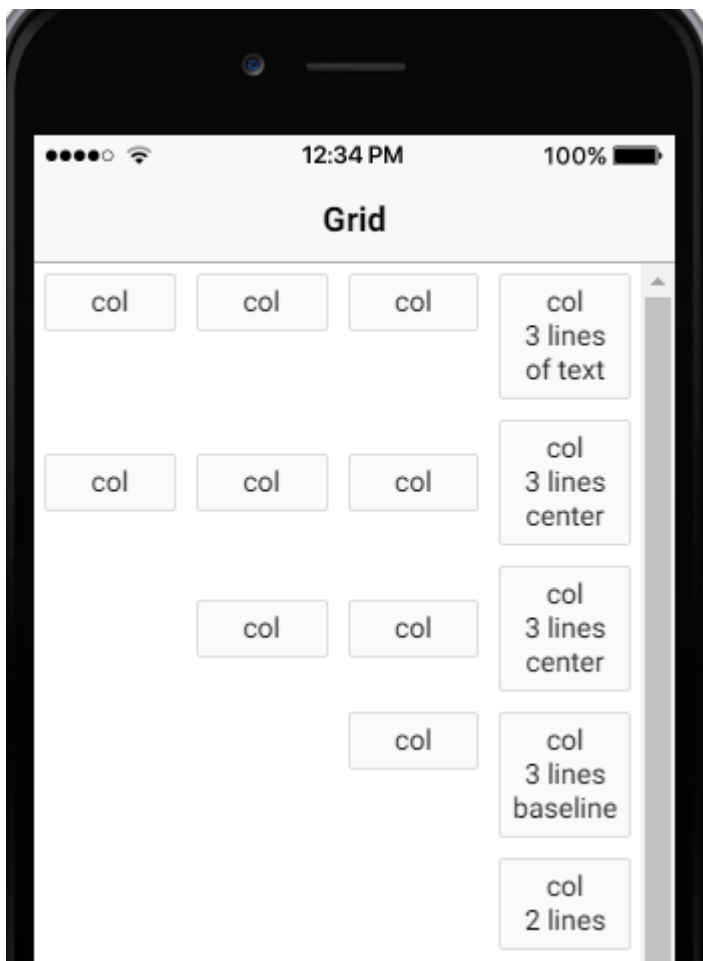 12:34 PM 100%
Grid
col col col col
3 lines
of text
col
col col col 3 lines
center
col
col col 3 lines
center
col col
3 lines
baseline
col
2 lines